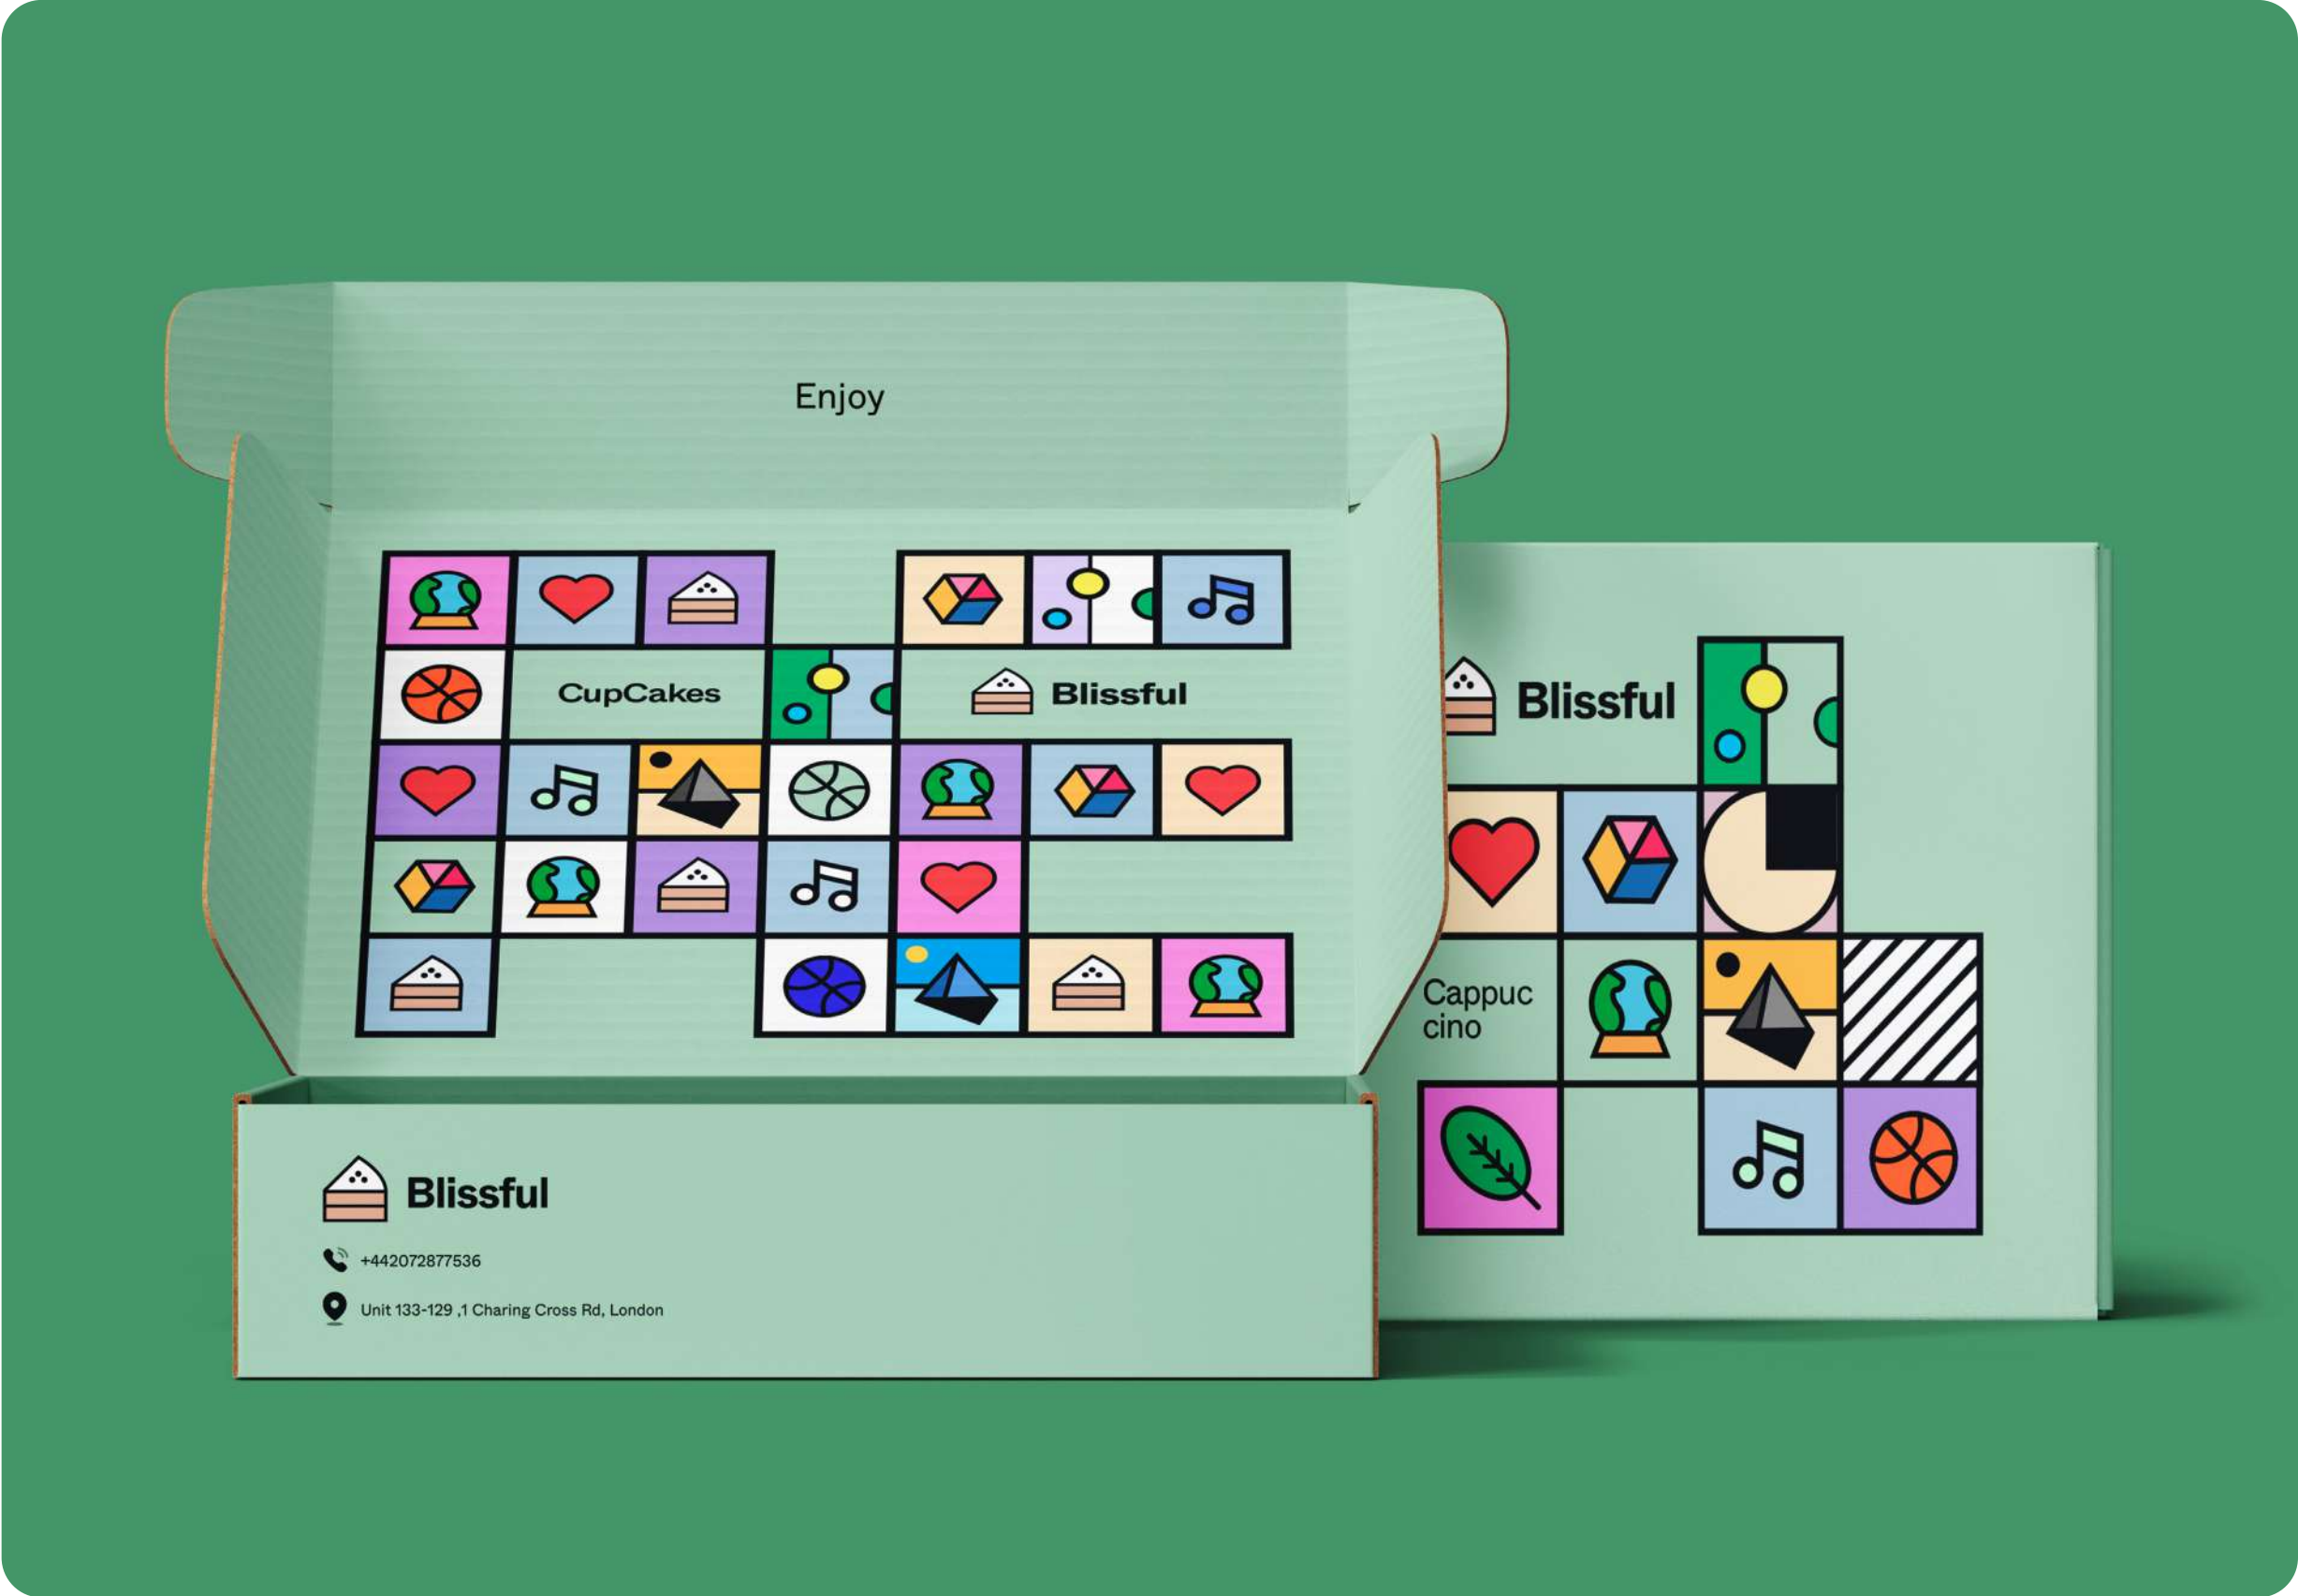 Enjoy
CupCakes
Blissful
Blissful
Cappuc
cino
Blissful
+442072877536
Unit 133-129 ,1 Charing Cross Rd, London